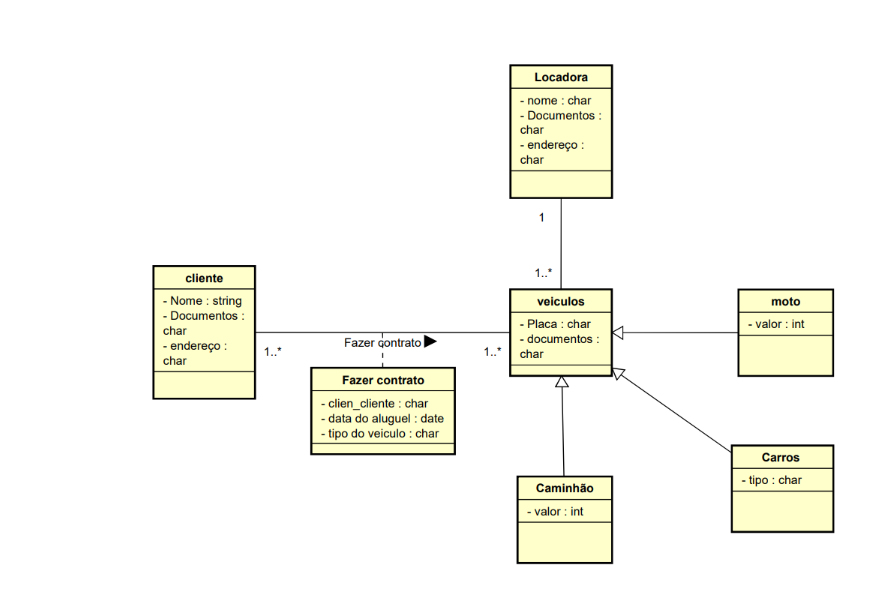 Locadora
- nome : char
- Documentos :
char
- endereço :
char
1
1..*
cliente
- Nome : string
- Documentos :
char
- endereço :
char
1..*
Fazer contrato
1..*
veiculos
- Placa : char
- documentos :
char
moto
- valor : int
Fazer contrato
- clien_cliente : char
- data do aluguel : date
- tipo do veiculo : char
Carros
- tipo : char
Caminhão
- valor : int